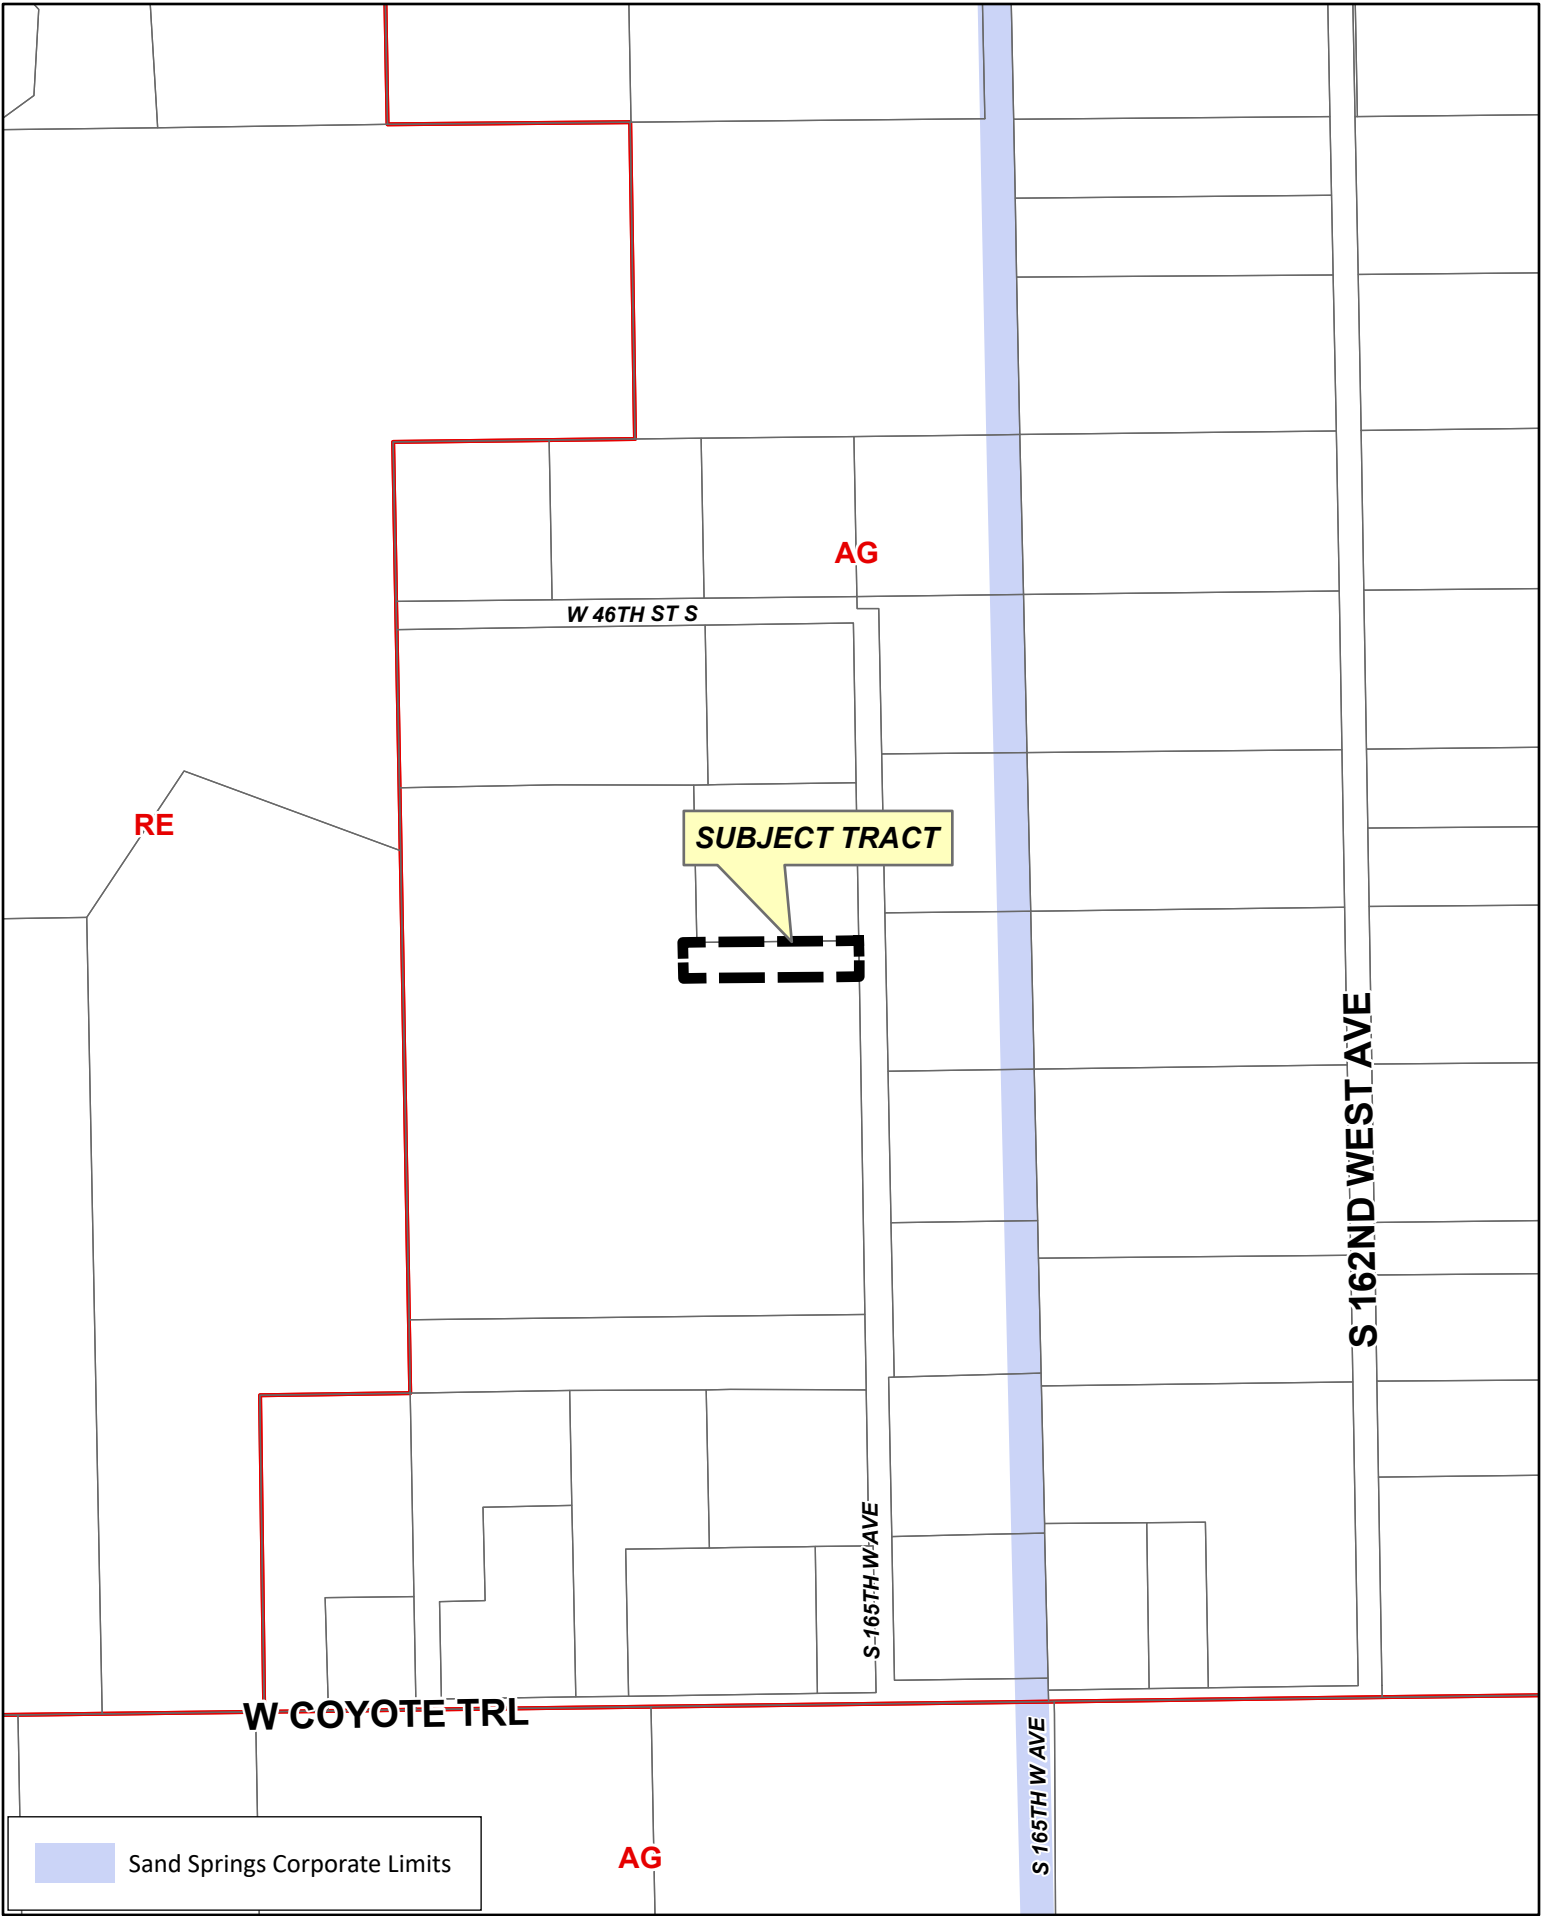 AG
W 46TH ST S
RE
SUBJECT TRACT
S 162ND WEST AVE
S 165TH W AVE
W COYOTE TRL
S 165TH W AVE
Sand Springs Corporate Limits
AG